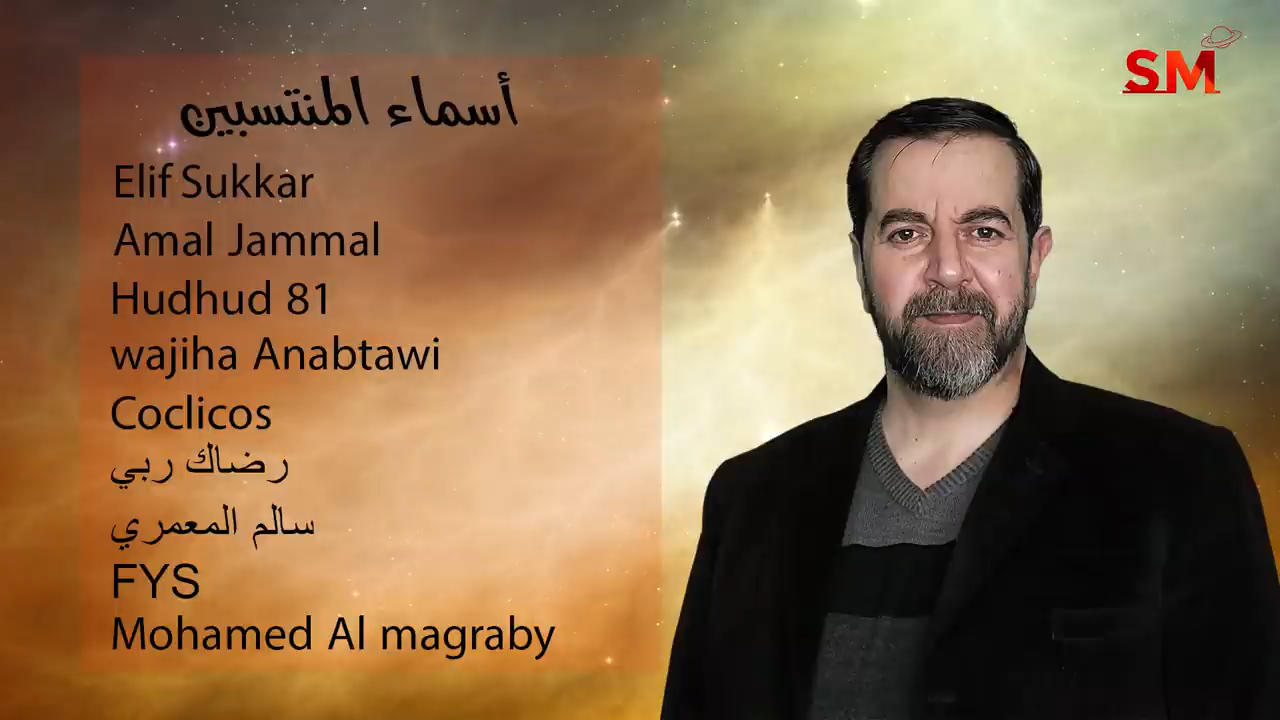 SM
أسماء المنتسبين
Elif Sukkar
Amal Jammal
Hudhud 81
wajiha Anabtawi
Coclicos
رضاك ربي
سالم المعمري
FYS
Mohamed Al magraby